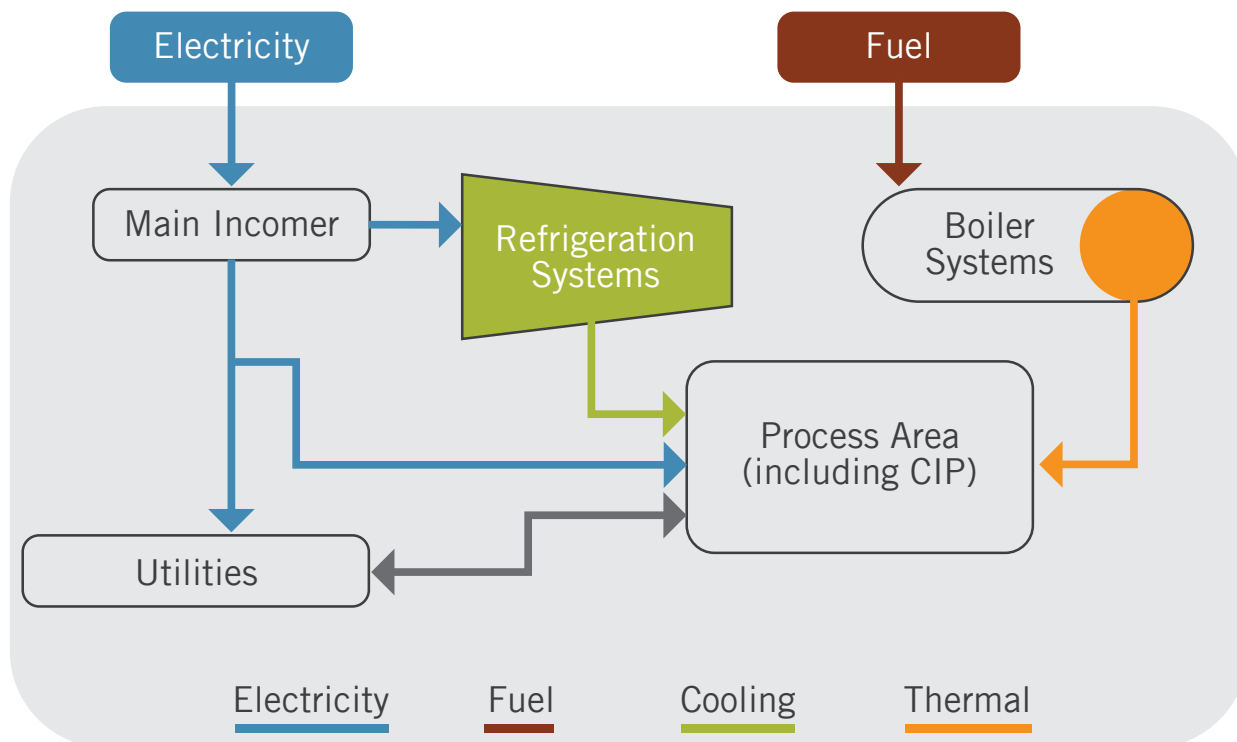 Electricity
Fuel
Main Incomer
Refrigeration
Systems
Boiler
Systems
Process Area
(including CIP)
Utilities
Electricity
Fuel
Cooling
Thermal